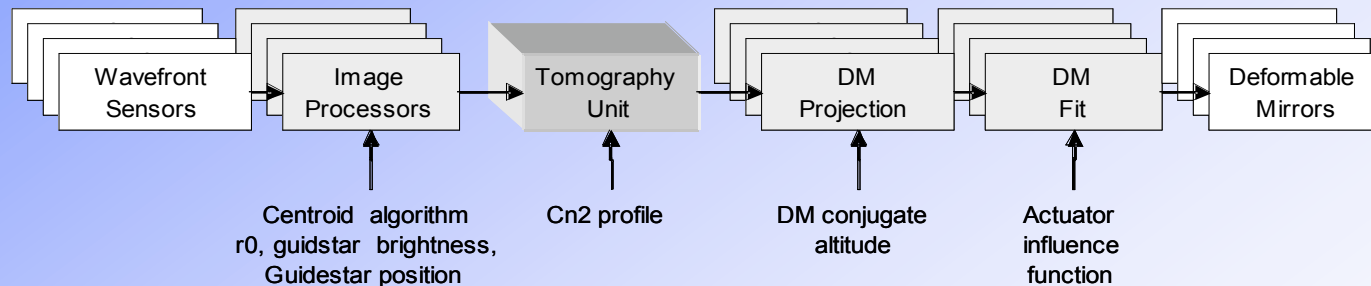 Wavefront
Sensors
Image
Processors
Tomography
Unit
DM
Projection
DM
Fit
Deformable
Mirrors
Centroid algorithm
r0, guidstar brightness,
Guidestar position
Cn2 profile
DM conjugate
altitude
Actuator
influence
function